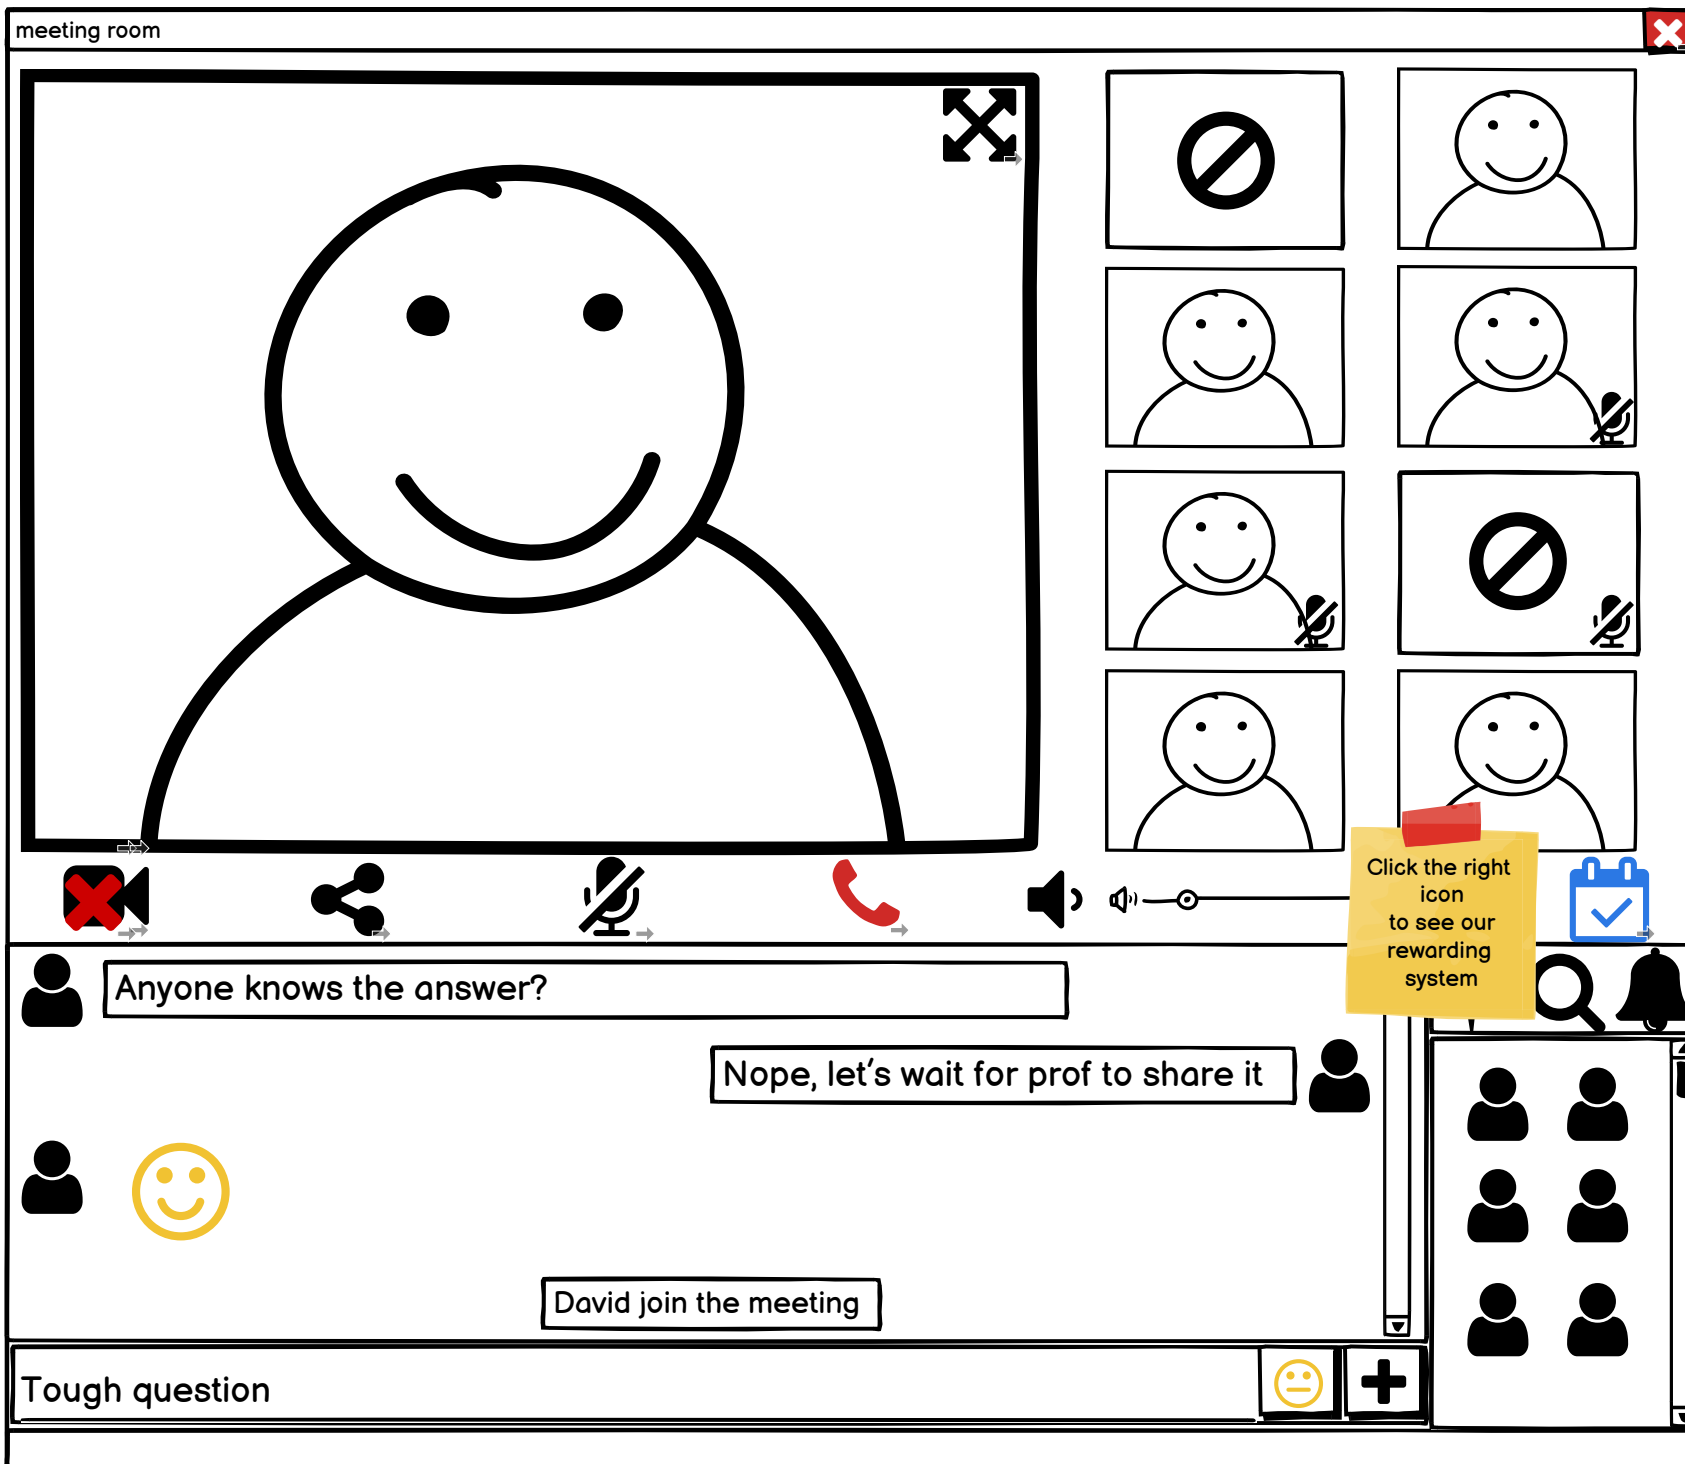 meeting room
Click the right
icon
to see our
rewarding
system
Anyone knows the answer?
Nope, let's wait for prof to share it
David join the meeting
Tough question